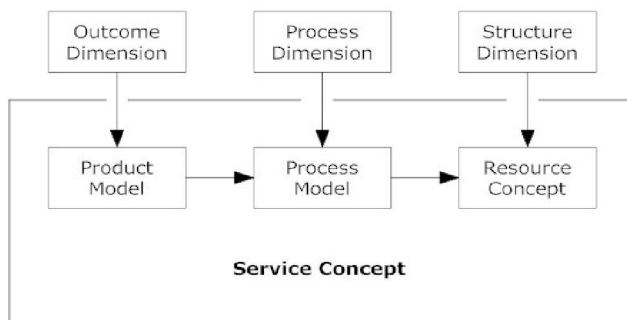 Outcome
Dimension
Process
Dimension
Structure
Dimension
Product
Model
Process
Model
Resource
Concept
Service Concept